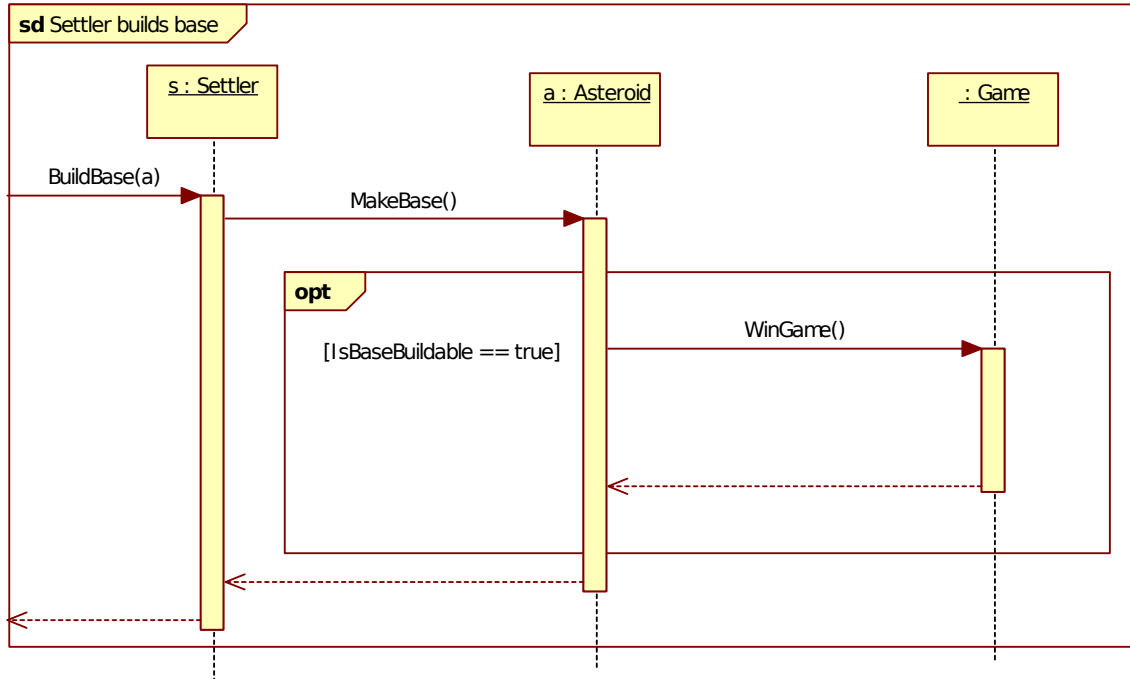 sd Settler builds base
s : Settler
a : Asteroid
: Game
BuildBase(a)
MakeBase()
opt
WinGame()
[IsBaseBuildable == true]